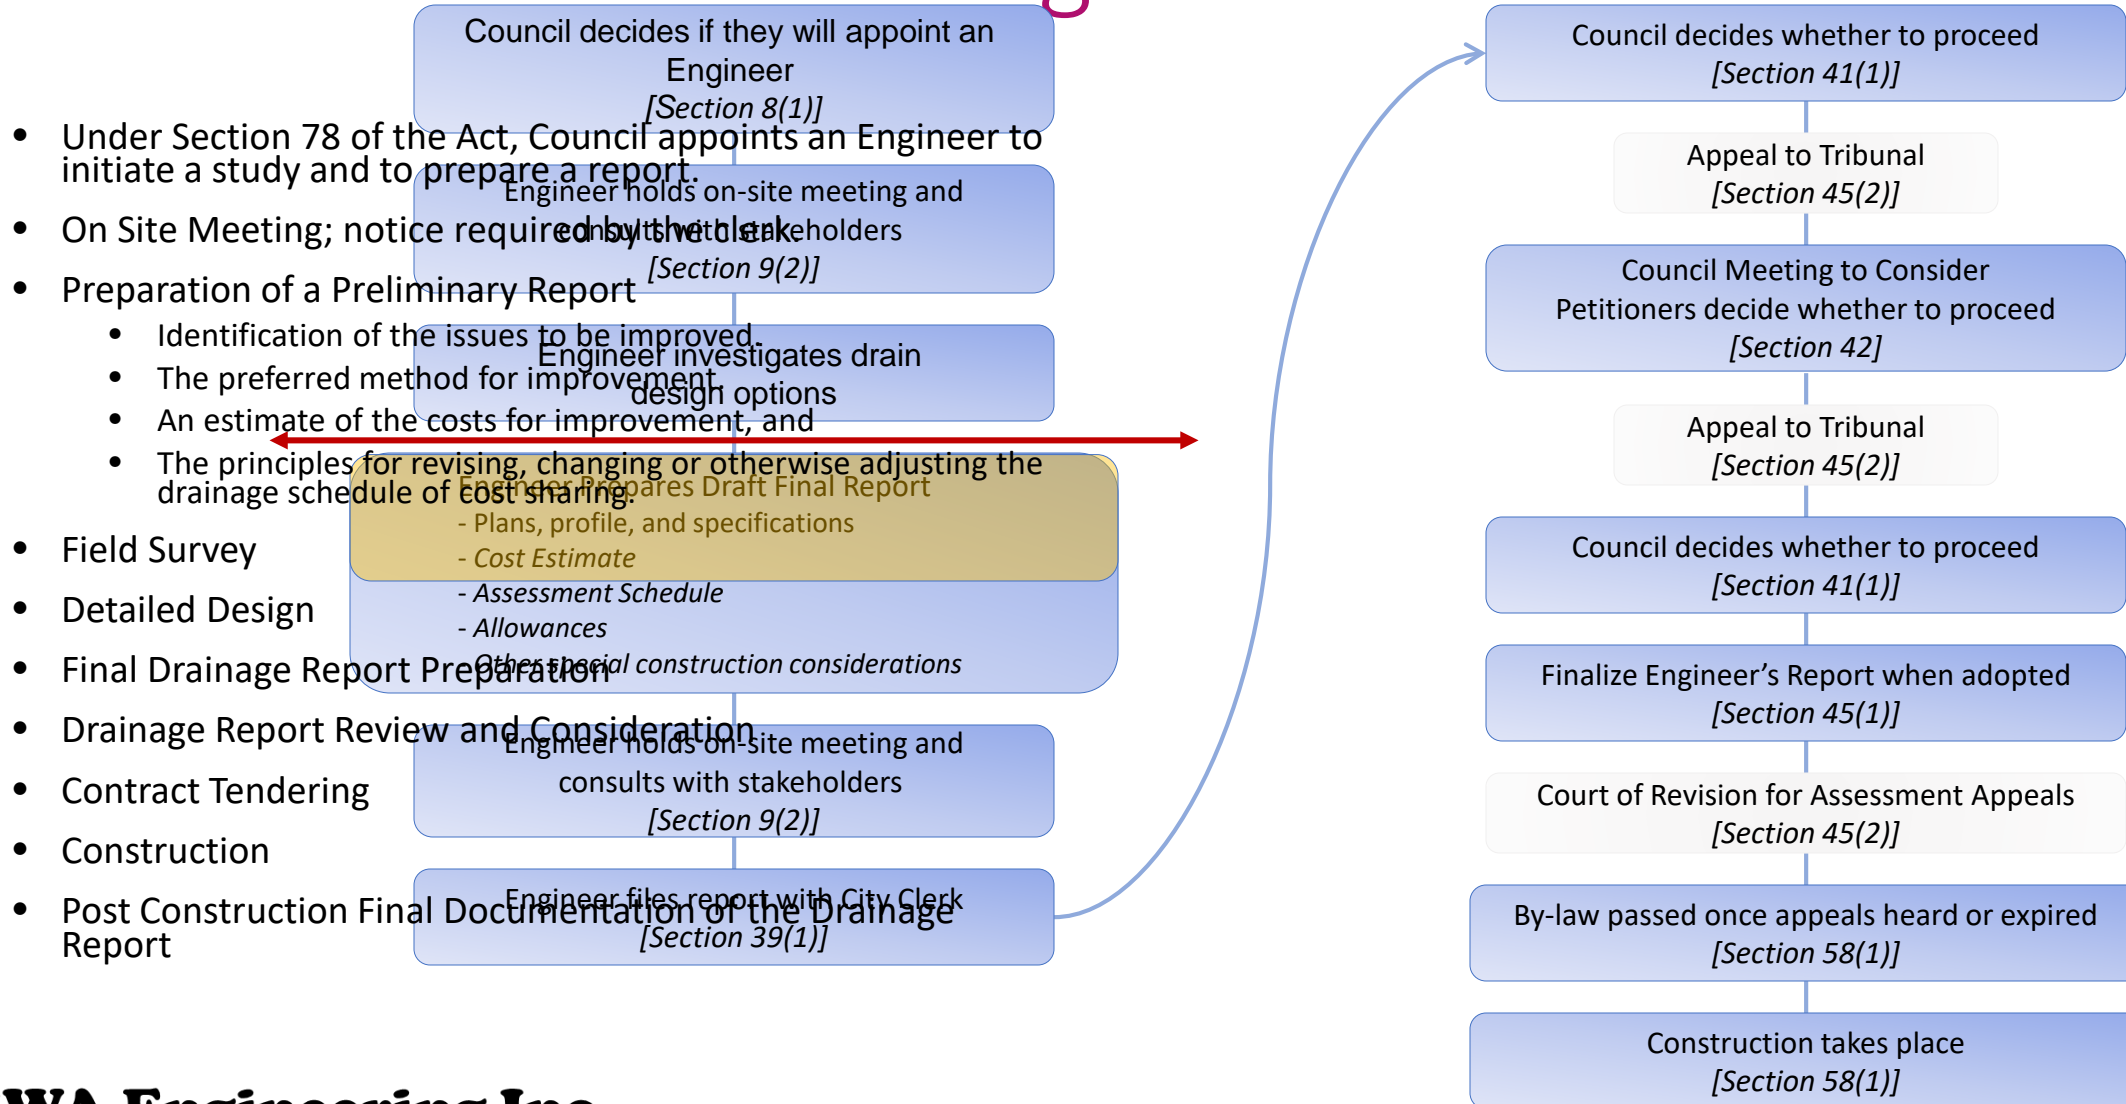 g
Council decides if they will appoint an
Engineer
[Section 8(1)]
• Under Section 78 of the Act, Council appoints an Engineer to
initiate a study and to prepare a report.
Engineer holds on-site meeting and
• On Site Meeting; notice required by the clerk.
consults with stakeholders
[Section 9(2)]
• Preparation of a Preliminary Report
• Identification of the issues to be improved.
Engineer investigates drain
• The preferred method for improvement.
design options
• An estimate of the costs for improvement, and
• The principles for revising, changing or otherwise adjusting the
drainage schedule of cost sharing.
Engineer Prepares Draft Final Report
- Plans, profile, and specifications
• Field Survey
- Cost Estimate
- Assessment Schedule
• Detailed Design
- Allowances
• Final Drainage Report Preparation
- Other special construction considerations
• Drainage Report Review and Consideration
Engineer holds on-site meeting and
consults with stakeholders
[Section 9(2)]
• Contract Tendering
• Construction
• Post Construction Final Documentation of the Drainage
Report
Engineer files report with City Clerk
[Section 39(1)]
Council decides whether to proceed
[Section 41(1)]
Appeal to Tribunal
[Section 45(2)]
Council Meeting to Consider
Petitioners decide whether to proceed
[Section 42]
Appeal to Tribunal
[Section 45(2)]
Council decides whether to proceed
[Section 41(1)]
Finalize Engineer’s Report when adopted
[Section 45(1)]
Court of Revision for Assessment Appeals
[Section 45(2)]
By-law passed once appeals heard or expired
[Section 58(1)]
Construction takes place
[Section 58(1)]
WA Engineering Inc